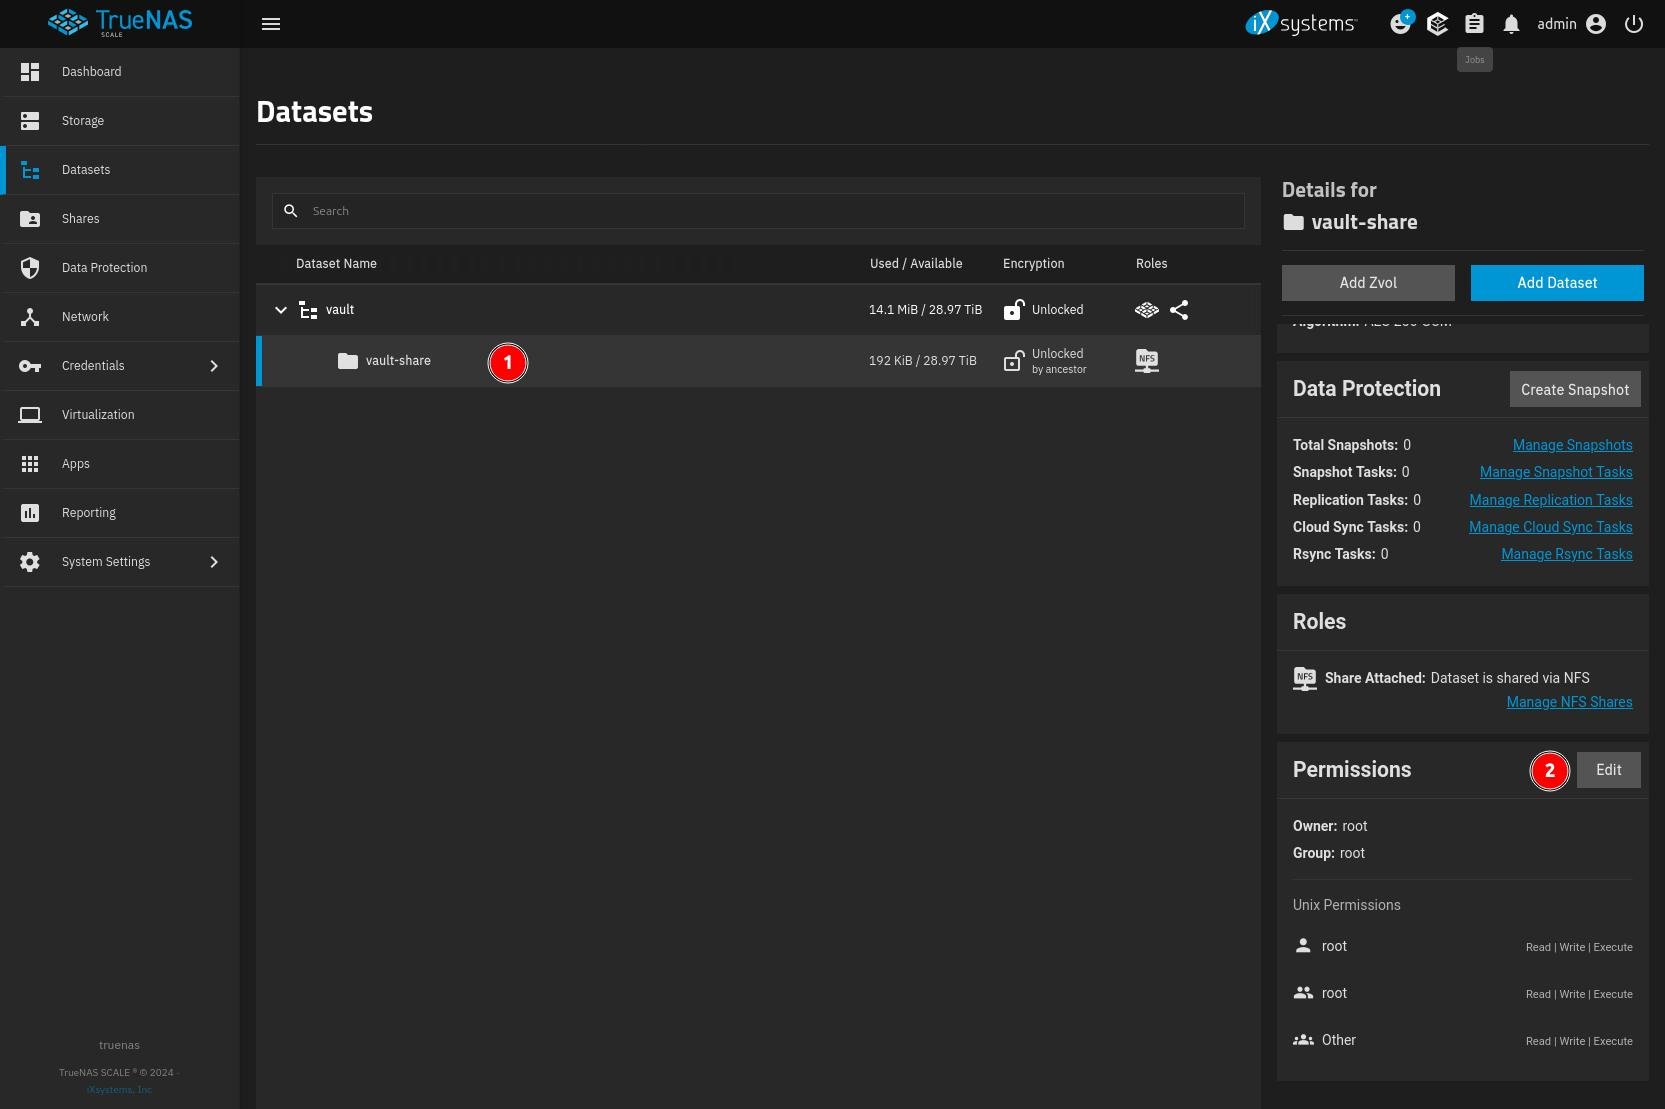 TrueNAS
SCALE
iXsystems™
+
admin
Jobs
Dashboard
Storage
Datasets
Shares
Data Protection
Network
Credentials
Virtualization
Apps
Reporting
System Settings
truenas
TrueNAS SCALE ® © 2024 -
iXsystems, Inc
Datasets
Search
Dataset Name Used / Available Encryption Roles
vault 14.1 MiB / 28.97 TiB Unlocked
vault-share 1 192 KiB / 28.97 TiB Unlocked
by ancestor
NFS
Details for
vault-share
Add Zvol Add Dataset
Data Protection Create Snapshot
Total Snapshots: 0 Manage Snapshots
Snapshot Tasks: 0 Manage Snapshot Tasks
Replication Tasks: 0 Manage Replication Tasks
Cloud Sync Tasks: 0 Manage Cloud Sync Tasks
Rsync Tasks: 0 Manage Rsync Tasks
Roles
NFS Share Attached: Dataset is shared via NFS
Manage NFS Shares
Permissions 2 Edit
Owner: root
Group: root
Unix Permissions
root Read | Write | Execute
root Read | Write | Execute
Other Read | Write | Execute